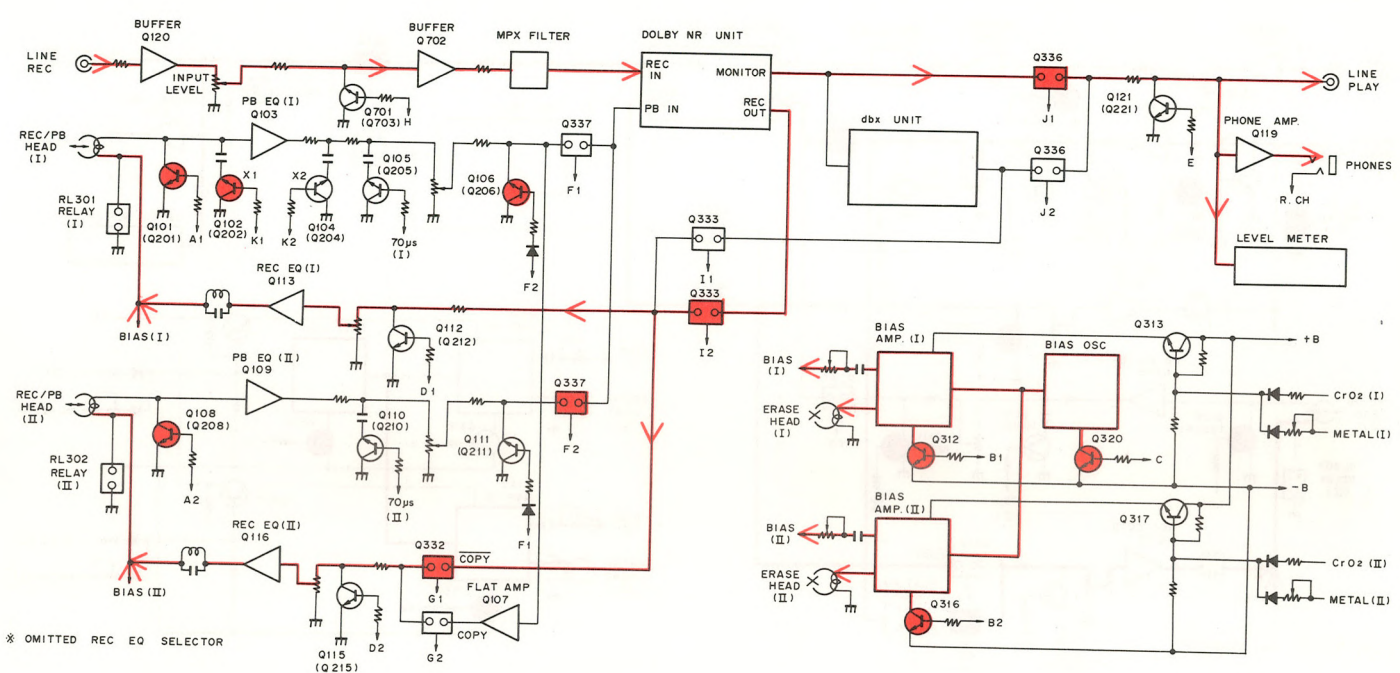 BUFFER
Q120
LINE
REC
INPUT
LEVEL
BUFFER
Q702
MPX FILTER
DOLBY NR UNIT
REC
IN
MONITOR
PB IN
REC
OUT
Q701
(Q703)
H
Q336
J1
LINE
PLAY
Q121
(Q221)
E
PHONE AMP.
Q119
PHONES
R. CH
LEVEL METER
dbx UNIT
Q336
J2
REC/PB
HEAD
(I)
PB EQ(I)
Q103
RL301
RELAY
(I)
Q101
(Q201)
A1
X1
Q102
(Q202)
K1
X2
K2
Q104
(Q204)
Q105
(Q205)
70μs
(I)
Q106
(Q206)
F2
Q337
F1
Q333
I1
Q333
I2
REC EQ(I)
Q113
BIAS(I)
Q112
(Q212)
D1
PB EQ(II)
Q109
REC/PB
HEAD
(II)
RL302
RELAY
(II)
Q108
(Q208)
A2
Q110
(Q210)
70μs
(II)
Q111
(Q211)
F1
Q337
F2
REC EQ(II)
Q116
BIAS(II)
Q115
(Q215)
D2
Q332
COPY
G1
FLAT AMP
Q107
COPY
G2
BIAS
AMP. (I)
BIAS OSC
Q313
+B
BIAS
(I)
ERASE
HEAD
(I)
Q312
B1
Q320
C
CrO2(I)
METAL(I)
-B
BIAS
AMP.(II)
Q317
BIAS
(II)
ERASE
HEAD
(II)
Q316
B2
CrO2(II)
METAL(II)
※ OMITTED REC EQ SELECTOR